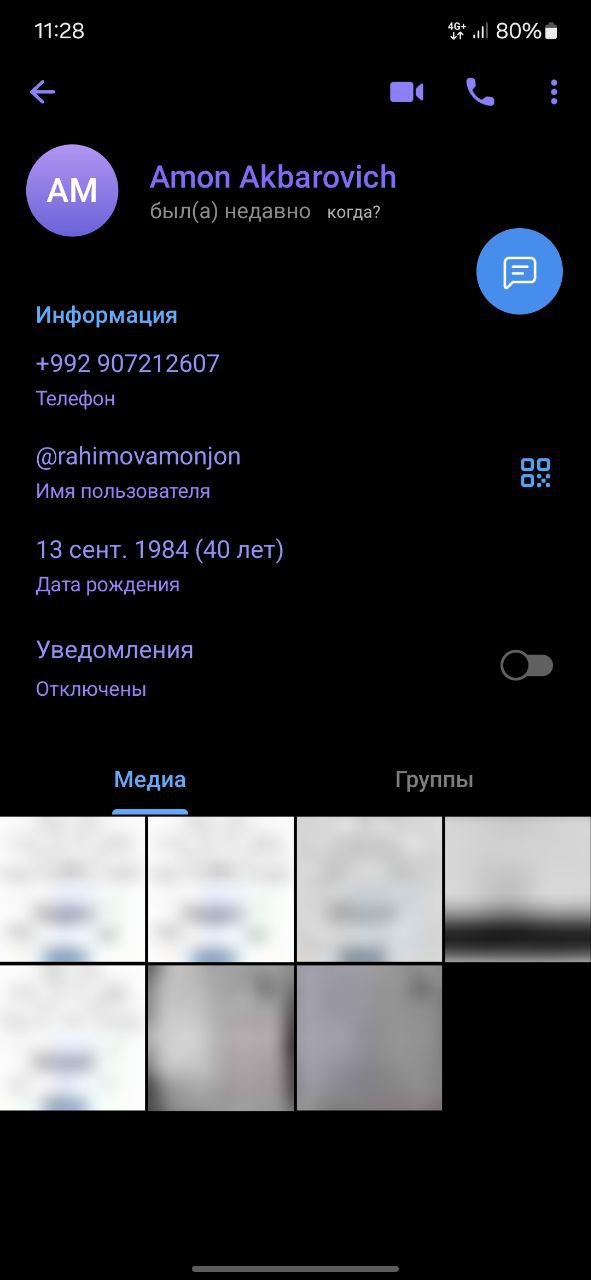 11:28 4G+ 80%
AM
Amon Akbarovich
был(а) недавно когда?
Информация
+992 907212607
Телефон
@rahimovamonjon
Имя пользователя
13 сент. 1984 (40 лет)
Дата рождения
Уведомления
Отключены
Медиа Группы